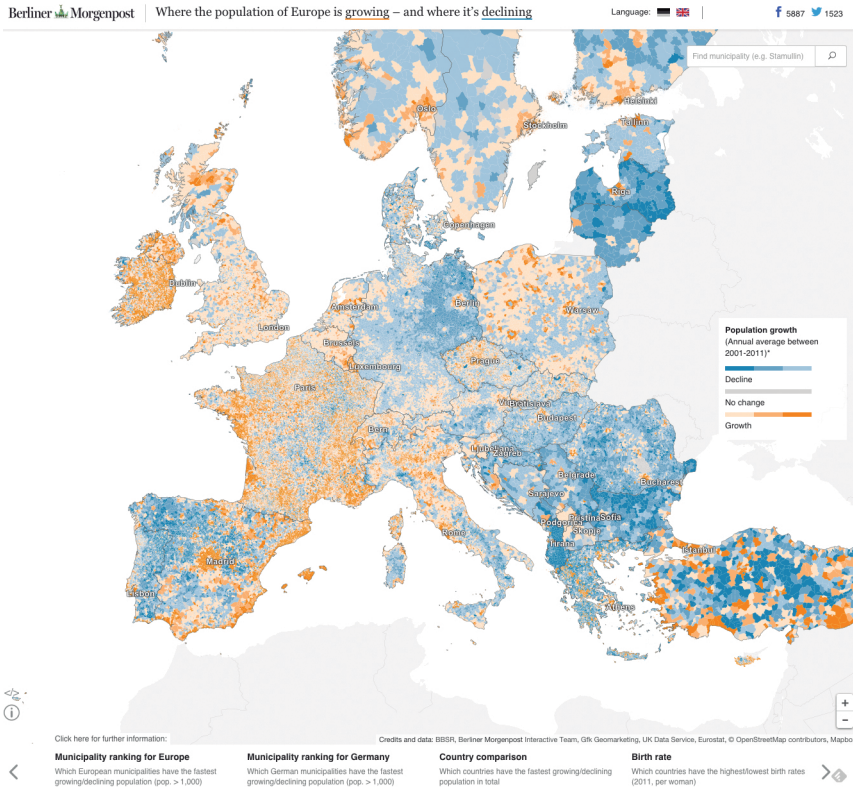 Berliner Morgenpost
Where the population of Europe is growing – and where it's declining
Language:
5887
1523
Find municipality (e.g. Stamullin)
Oslo
Helsinki
Stockholm
Tallinn
Riga
Copenhagen
Dublin
Amsterdam
Berlin
Warsaw
London
Brussels
Luxembourg
Prague
Paris
Bratislava
Budapest
Bern
Ljubljana
Zagreb
Belgrade
Bucharest
Sarajevo
Pristina
Sofia
Podgorica
Skopje
Rome
Tirana
Istanbul
Madrid
Lisbon
Athens
Population growth
(Annual average between
2001-2011)*
Decline
No change
Growth
</>
i
+
−
Click here for further information:
Credits and data: BBSR, Berliner Morgenpost Interactive Team, Gfk Geomarketing, UK Data Service, Eurostat, © OpenStreetMap contributors, Mapbo
Municipality ranking for Europe
Which European municipalities have the fastest
growing/declining population (pop. > 1,000)
Municipality ranking for Germany
Which German municipalities have the fastest
growing/declining population (pop. > 1,000)
Country comparison
Which countries have the fastest growing/declining
population in total
Birth rate
Which countries have the highest/lowest birth rates
(2011, per woman)